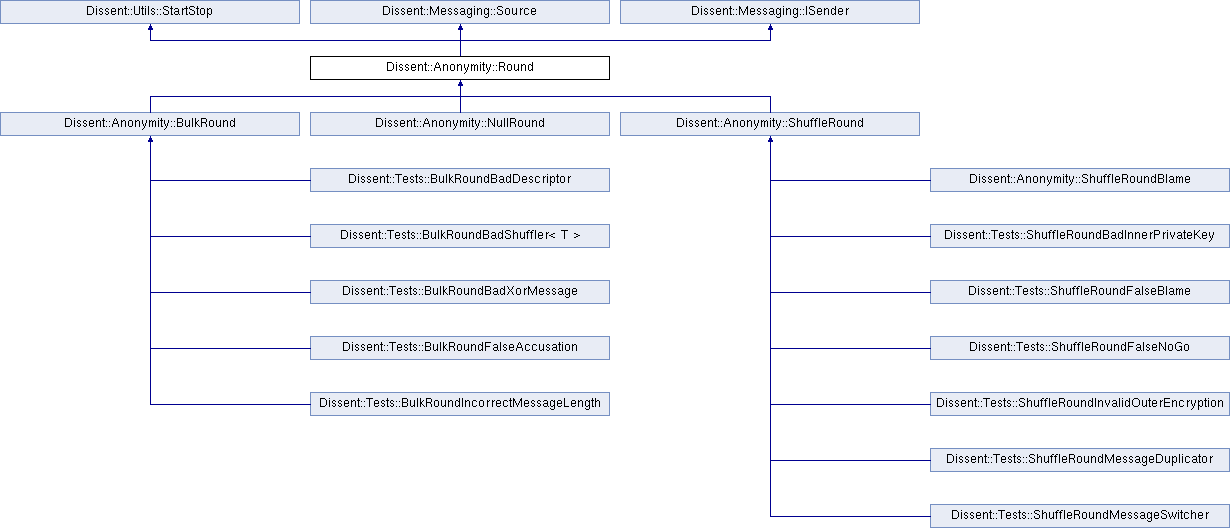 Dissent::Utils::StartStop
Dissent::Messaging::Source
Dissent::Messaging::ISender
Dissent::Anonymity::Round
Dissent::Anonymity::BulkRound
Dissent::Anonymity::NullRound
Dissent::Anonymity::ShuffleRound
Dissent::Tests::BulkRoundBadDescriptor
Dissent::Anonymity::ShuffleRoundBlame
Dissent::Tests::BulkRoundBadShuffler< T >
Dissent::Tests::ShuffleRoundBadInnerPrivateKey
Dissent::Tests::BulkRoundBadXorMessage
Dissent::Tests::ShuffleRoundFalseBlame
Dissent::Tests::BulkRoundFalseAccusation
Dissent::Tests::ShuffleRoundFalseNoGo
Dissent::Tests::BulkRoundIncorrectMessageLength
Dissent::Tests::ShuffleRoundInvalidOuterEncryption
Dissent::Tests::ShuffleRoundMessageDuplicator
Dissent::Tests::ShuffleRoundMessageSwitcher